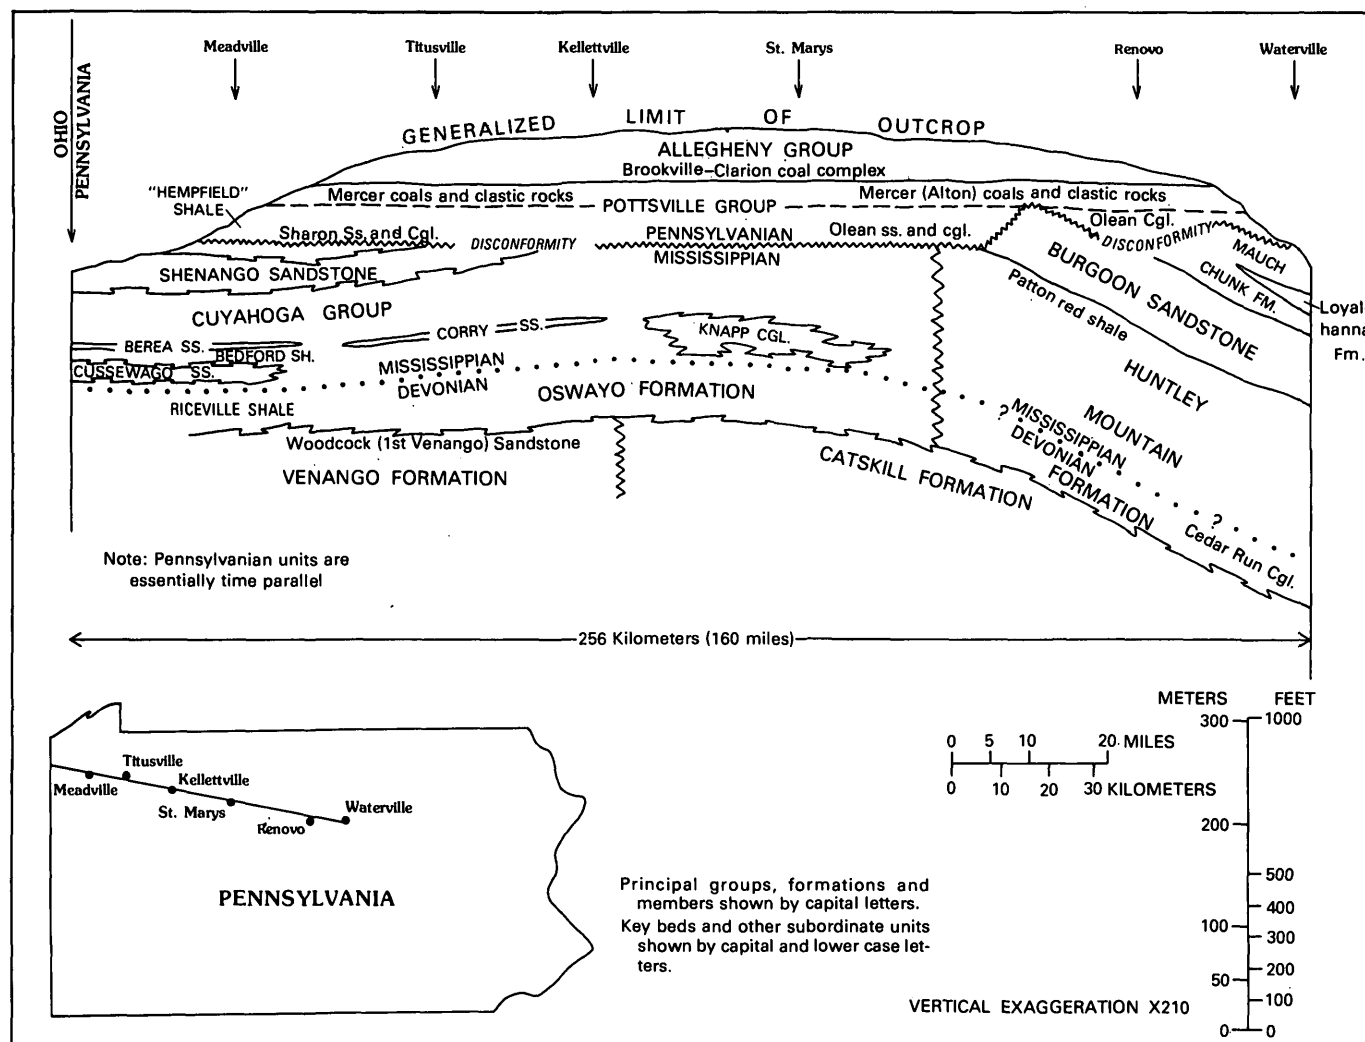 Meadville
Titusville
Kellettville
St. Marys
Renovo
Waterville
OHIO
PENNSYLVANIA
GENERALIZED LIMIT OF OUTCROP
ALLEGHENY GROUP
Brookville–Clarion coal complex
"HEMPFIELD"
SHALE
Mercer coals and clastic rocks
Mercer (Alton) coals and clastic rocks
POTTSVILLE GROUP
Olean Cgl.
Sharon Ss. and Cgl.
DISCONFORMITY
PENNSYLVANIAN
MISSISSIPPIAN
Olean ss. and cgl.
DISCONFORMITY
MAUCH
CHUNK FM.
Loyal-
hanna
Fm.
SHENANGO SANDSTONE
BURGOON SANDSTONE
Patton red shale
CUYAHOGA GROUP
CORRY SS.
KNAPP CGL.
BEREA SS.
BEDFORD SH.
CUSSEWAGO SS.
MISSISSIPPIAN
DEVONIAN
RICEVILLE SHALE
OSWAYO FORMATION
HUNTLEY
MOUNTAIN
FORMATION
? MISSISSIPPIAN
DEVONIAN
?
Woodcock (1st Venango) Sandstone
VENANGO FORMATION
CATSKILL FORMATION
Cedar Run Cgl.
Note: Pennsylvanian units are
essentially time parallel
256 Kilometers (160 miles)
Titusville
Meadville
Kellettville
St. Marys
Renovo
Waterville
PENNSYLVANIA
Principal groups, formations and
members shown by capital letters.
Key beds and other subordinate units
shown by capital and lower case let-
ters.
0 5 10 20 MILES
0 10 20 30 KILOMETERS
METERS FEET
300 1000
200
500
400
100
300
200
50
100
0 0
VERTICAL EXAGGERATION X210